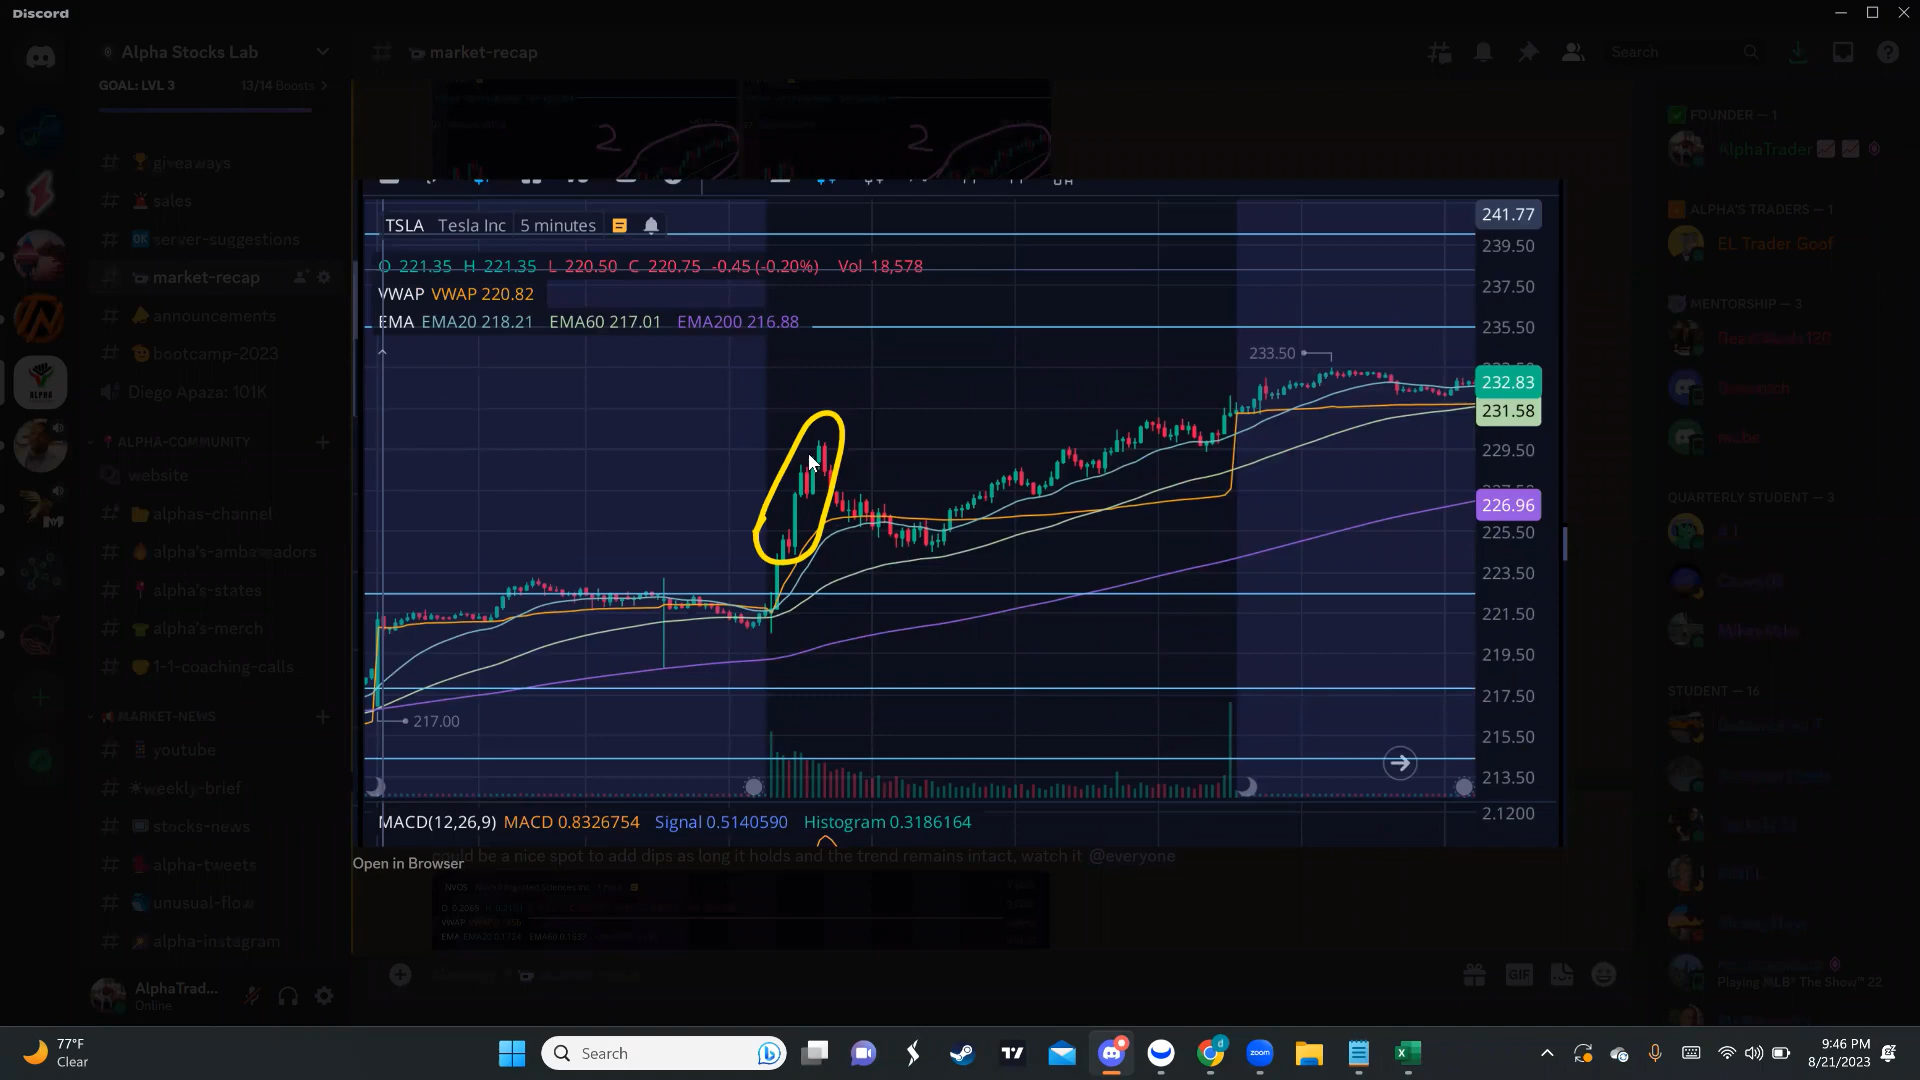 Discord
Alpha Stocks Lab
market-recap
Search
GOAL: LVL 3
13/14 Boosts
giveaways
sales
server-suggestions
market-recap
announcements
bootcamp-2023
Diego Apaza: 101K
ALPHA-COMMUNITY
website
alphas-channel
alpha's-ambassadors
alpha's-states
alpha's-merch
1-1-coaching-calls
MARKET-NEWS
youtube
weekly-brief
stocks-news
alpha-tweets
unusual-flow
alpha-instagram
AlphaTrad...
Online
2
2
TSLA Tesla Inc 5 minutes
O 221.35 H 221.35 L 220.50 C 220.75 -0.45 (-0.20%) Vol 18,578
VWAP VWAP 220.82
EMA EMA20 218.21 EMA60 217.01 EMA200 216.88
233.50
217.00
241.77
239.50
237.50
235.50
232.83
231.58
229.50
226.96
225.50
223.50
221.50
219.50
217.50
215.50
213.50
2.1200
MACD(12,26,9) MACD 0.8326754 Signal 0.5140590 Histogram 0.3186164
could be a nice spot to add dips as long it holds and the trend remains intact, watch it @everyone
Open in Browser
NVOS
GIF
FOUNDER — 1
AlphaTrader
ALPHA'S TRADERS — 1
EL Trader Goof
MENTORSHIP — 3
QUARTERLY STUDENT — 3
STUDENT — 16
Playing MLB® The Show™ 22
77°F
Clear
Search
zoom
9:46 PM
8/21/2023